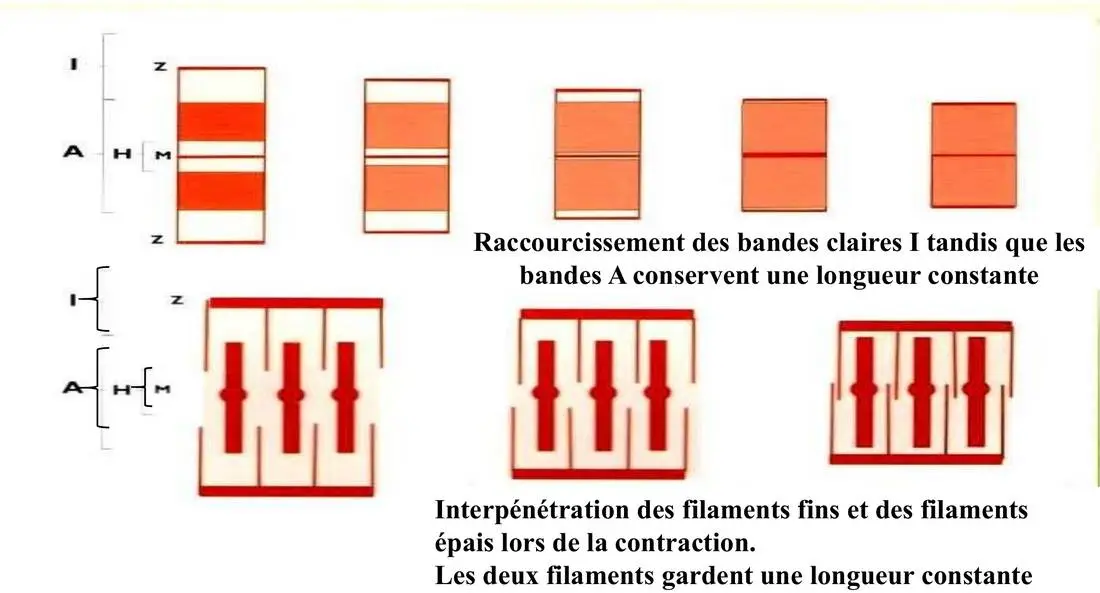 I
Z
A
H
M
Z
Raccourcissement des bandes claires I tandis que les
bandes A conservent une longueur constante
I
Z
A
H
M
Interpénétration des filaments fins et des filaments
épais lors de la contraction.
Les deux filaments gardent une longueur constante